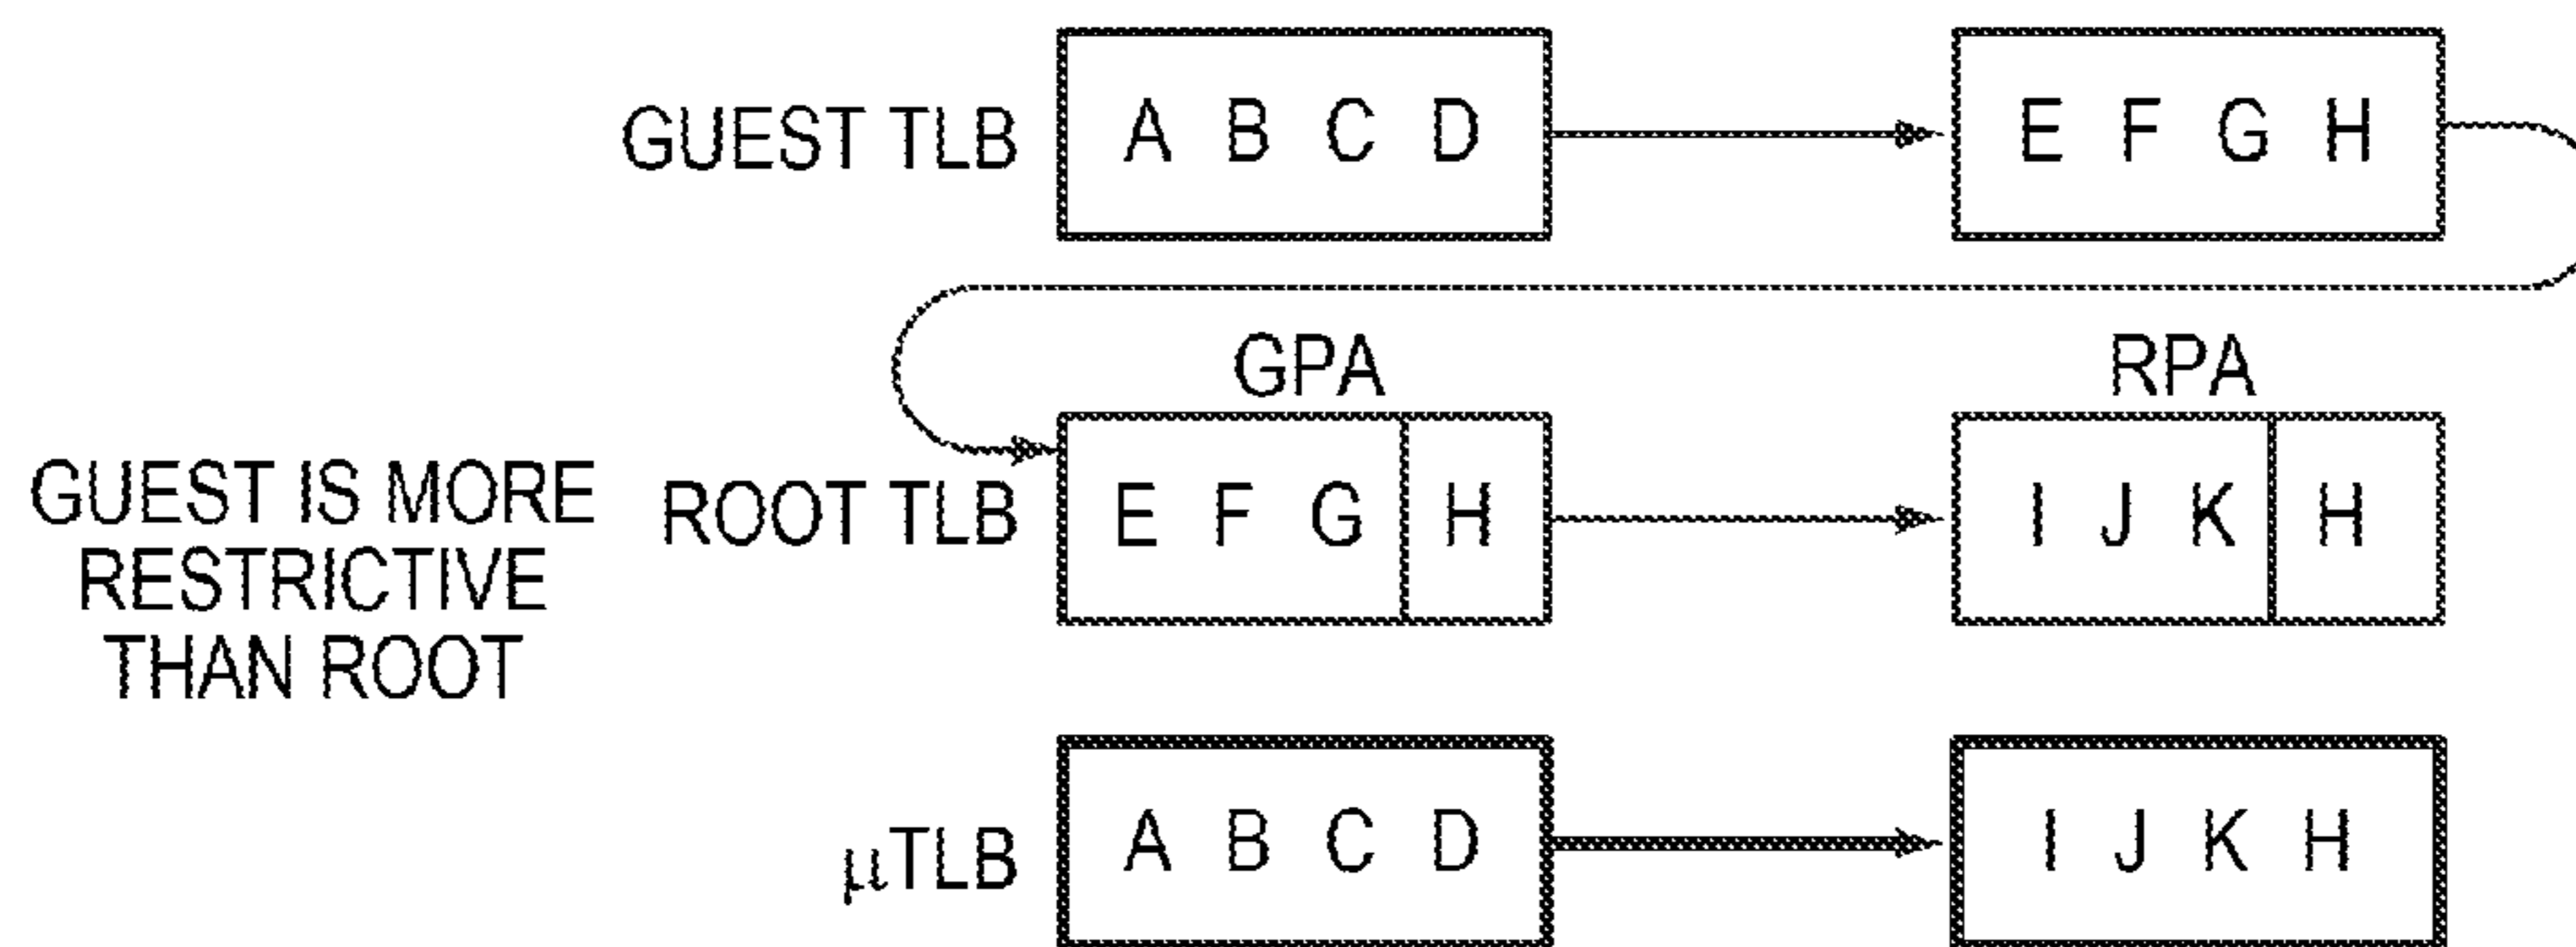 GUEST TLB A B C D E F G H
GPA RPA
GUEST IS MORE
RESTRICTIVE
THAN ROOT
ROOT TLB E F G H I J K H
µTLB A B C D I J K H